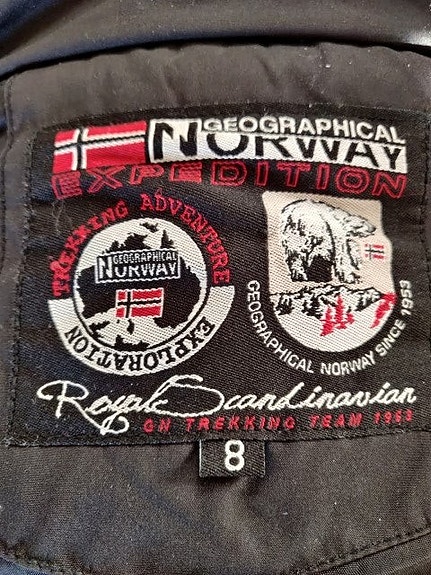 GEOGRAPHICAL
NORWAY
EXPEDITION
TREKKING ADVENTURE
GEOGRAPHICAL
NORWAY
EXPLORATION
GEOGRAPHICAL NORWAY SINCE 1953
Royal Scandinavian
GN TREKKING TEAM 1953
8